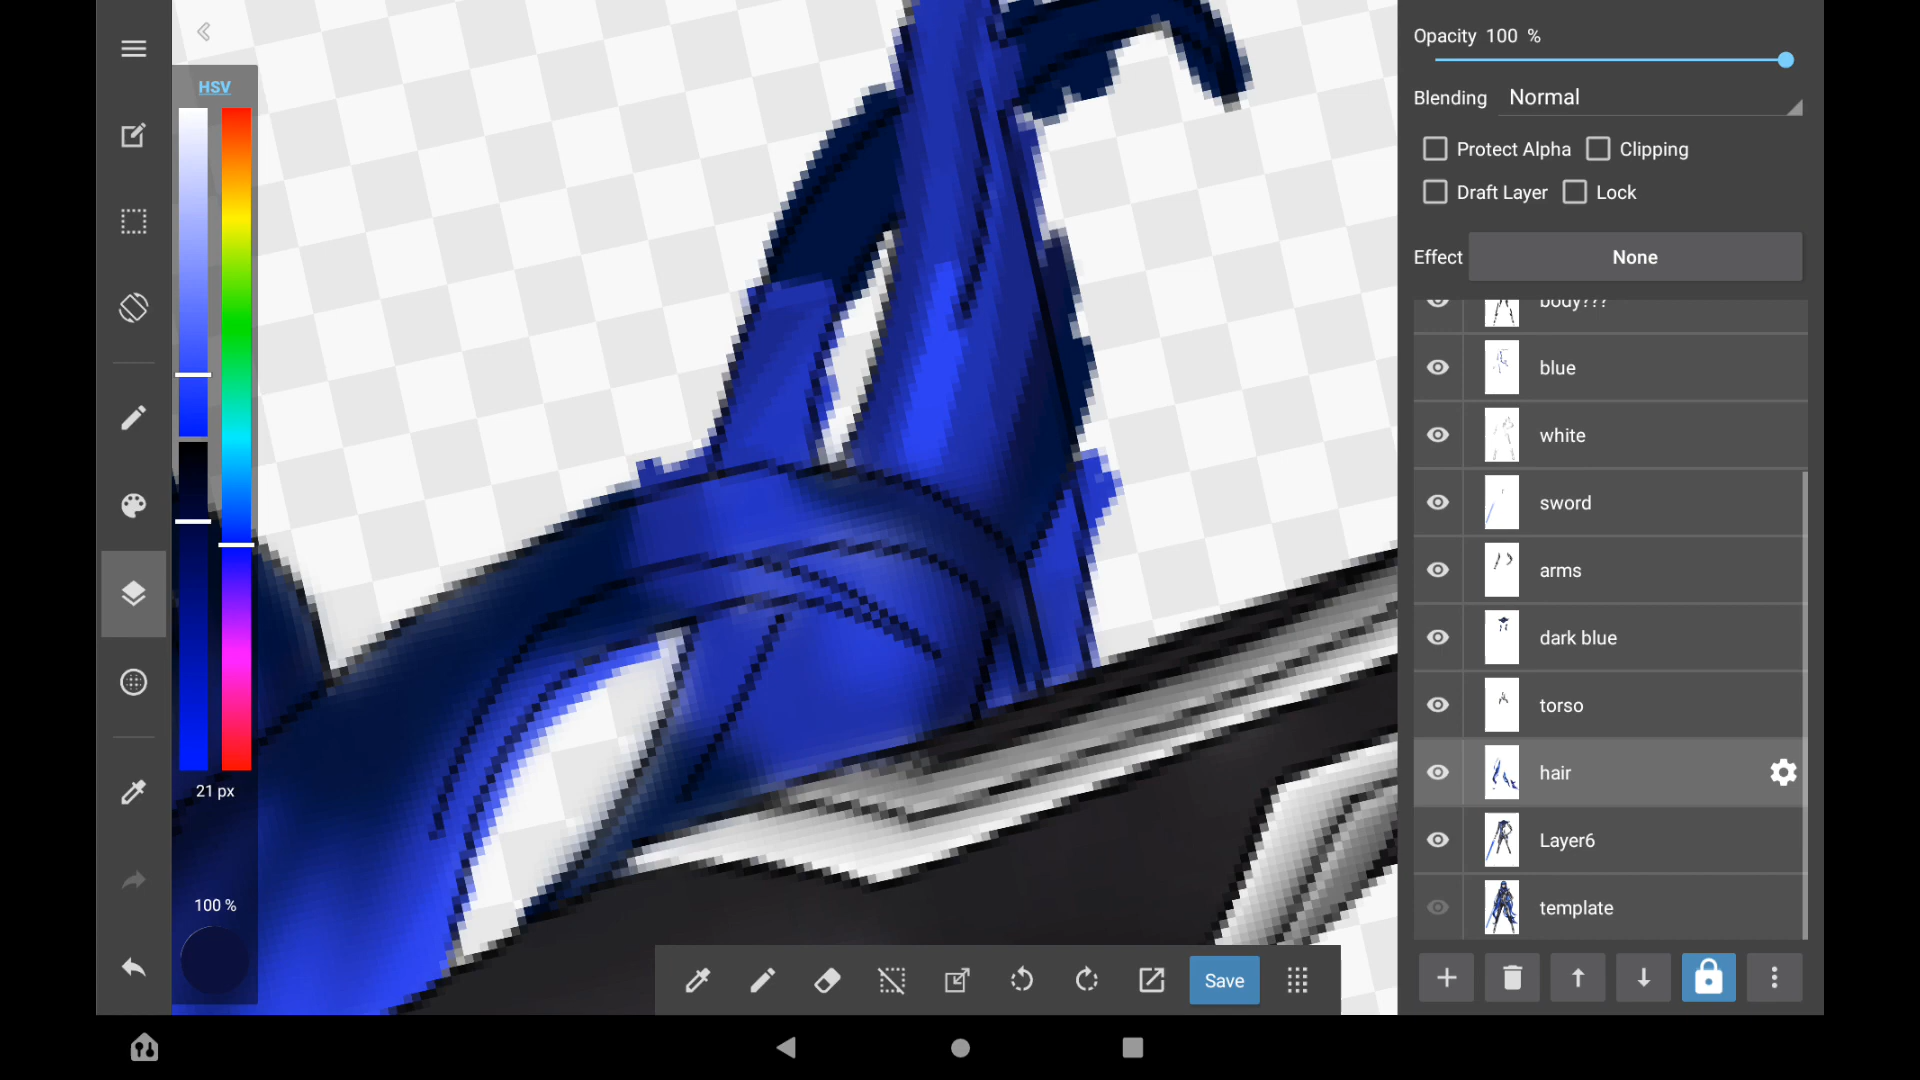 HSV
21 px
100 %
Save
Opacity 100 %
Blending Normal
Protect Alpha Clipping
Draft Layer Lock
Effect None
body???
blue
white
sword
arms
dark blue
torso
hair
Layer6
template